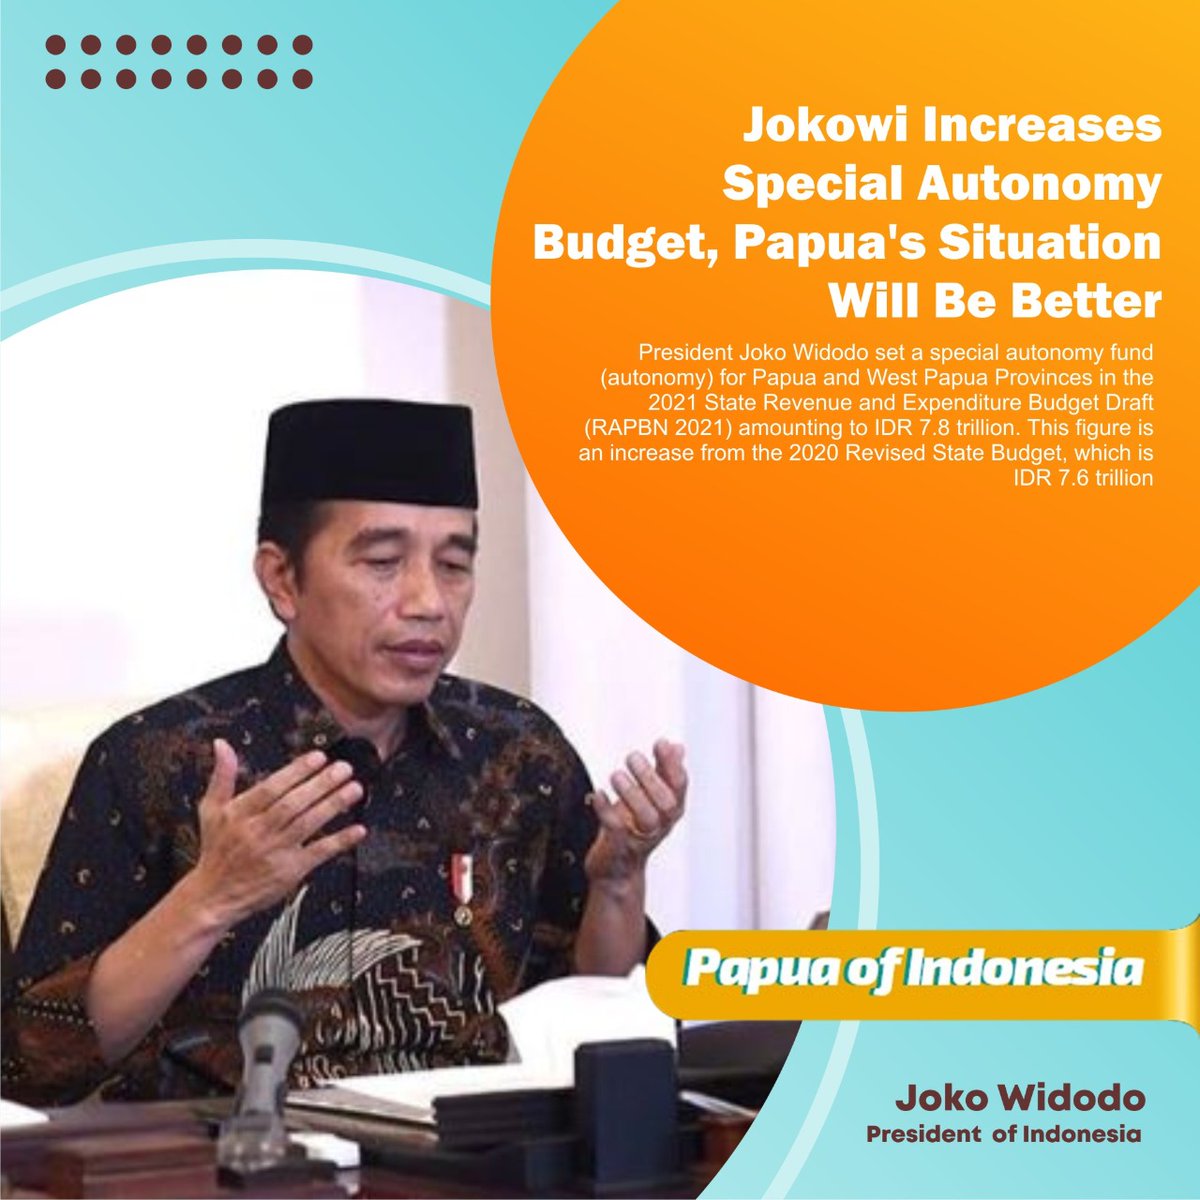 Jokowi Increases
Special Autonomy
Budget, Papua's Situation
Will Be Better
President Joko Widodo set a special autonomy fund
(autonomy) for Papua and West Papua Provinces in the
2021 State Revenue and Expenditure Budget Draft
(RAPBN 2021) amounting to IDR 7.8 trillion. This figure is
an increase from the 2020 Revised State Budget, which is
IDR 7.6 trillion
Papua of Indonesia
Joko Widodo
President of Indonesia